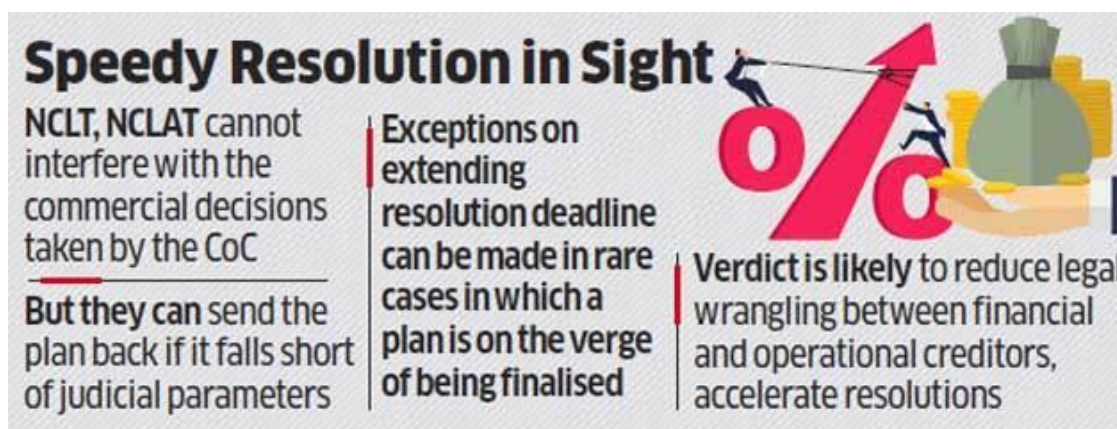 Speedy Resolution in Sight
NCLT, NCLAT cannot
interfere with the
commercial decisions
taken by the CoC
But they can send the
plan back if it falls short
of judicial parameters
Exceptions on
extending
resolution deadline
can be made in rare
cases in which a
plan is on the verge
of being finalised
Verdict is likely to reduce legal
wrangling between financial
and operational creditors,
accelerate resolutions
%